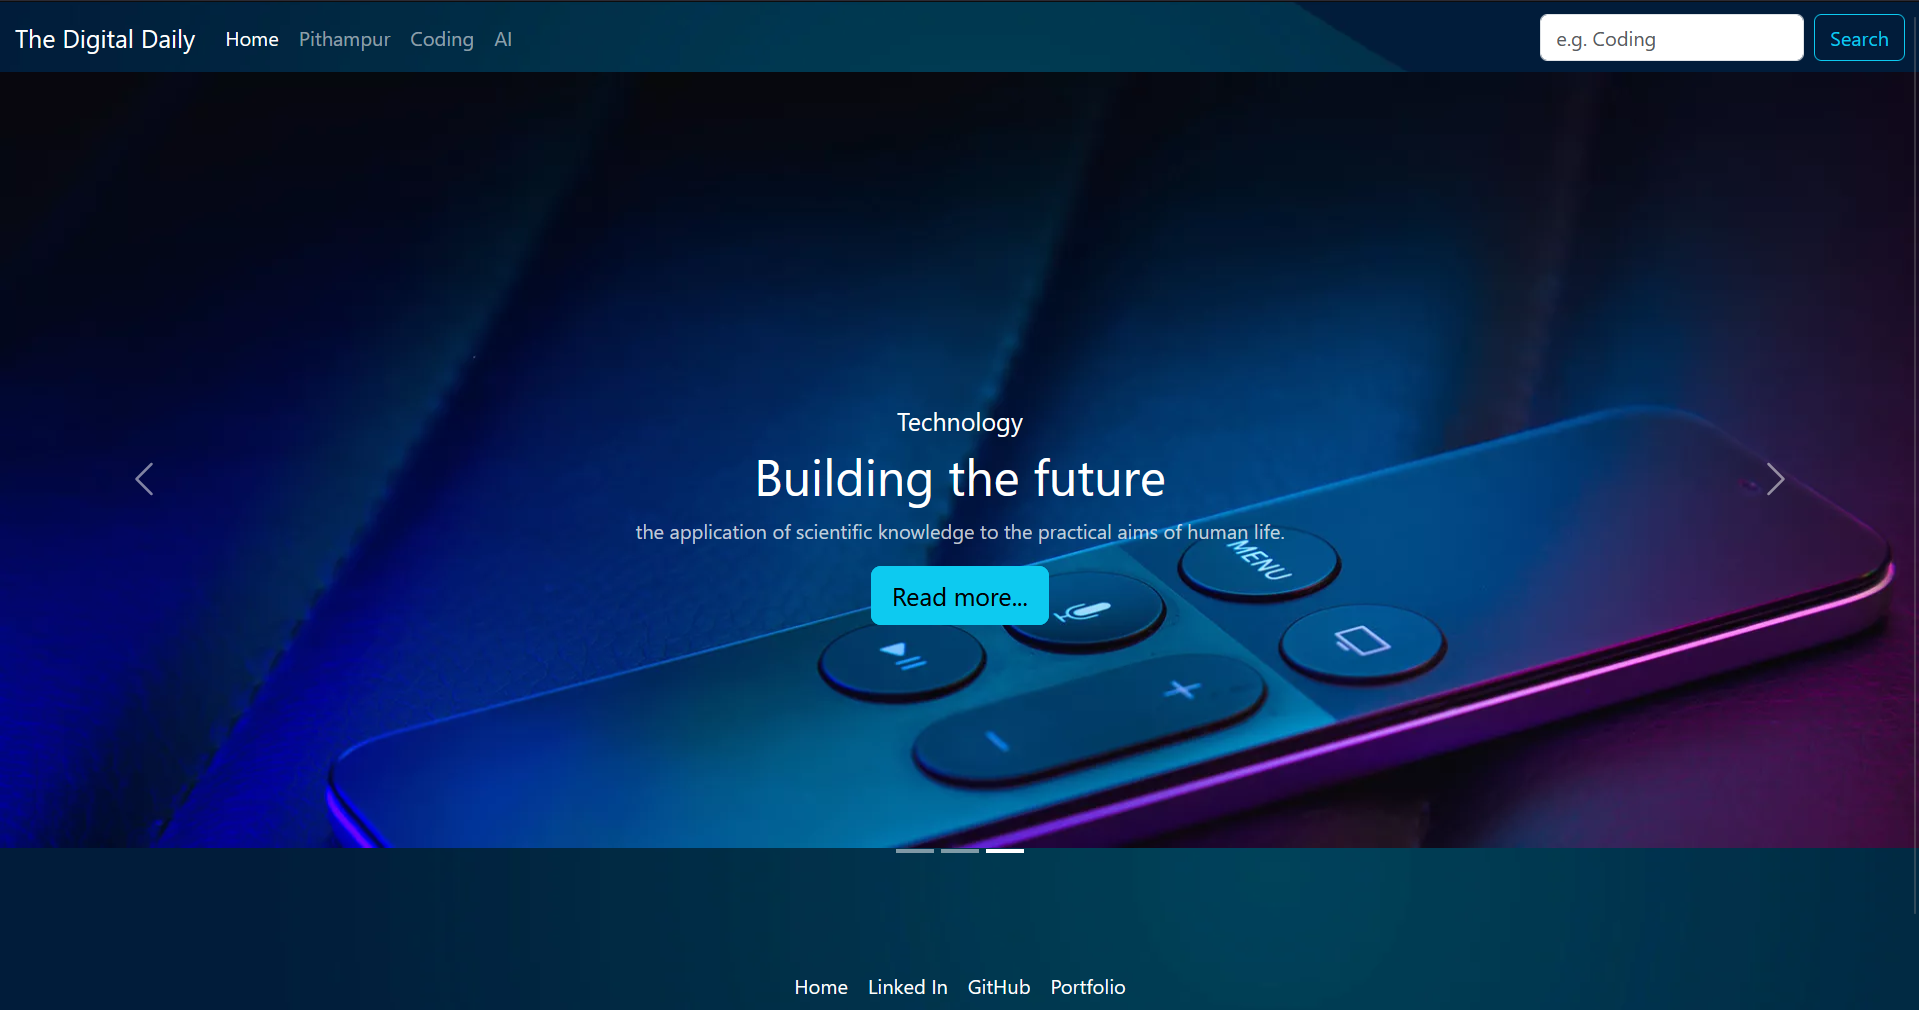 The Digital Daily Home Pithampur Coding AI e.g. Coding Search
Technology
Building the future
the application of scientific knowledge to the practical aims of human life.
MENU
Read more...
Home Linked In GitHub Portfolio